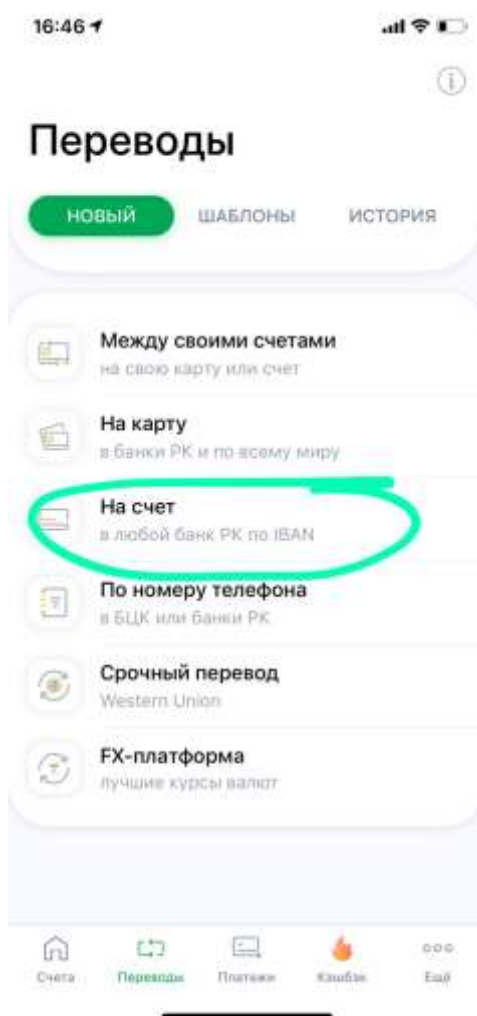 16:46
Переводы
НОВЫЙ ШАБЛОНЫ ИСТОРИЯ
Между своими счетами
на свою карту или счет
На карту
в банки РК и по всему миру
На счет
в любой банк РК по IBAN
По номеру телефона
в БЦК или банки РК
Срочный перевод
Western Union
FX-платформа
лучшие курсы валют
Счета Переводы Платежи Кэшбэк Ещё